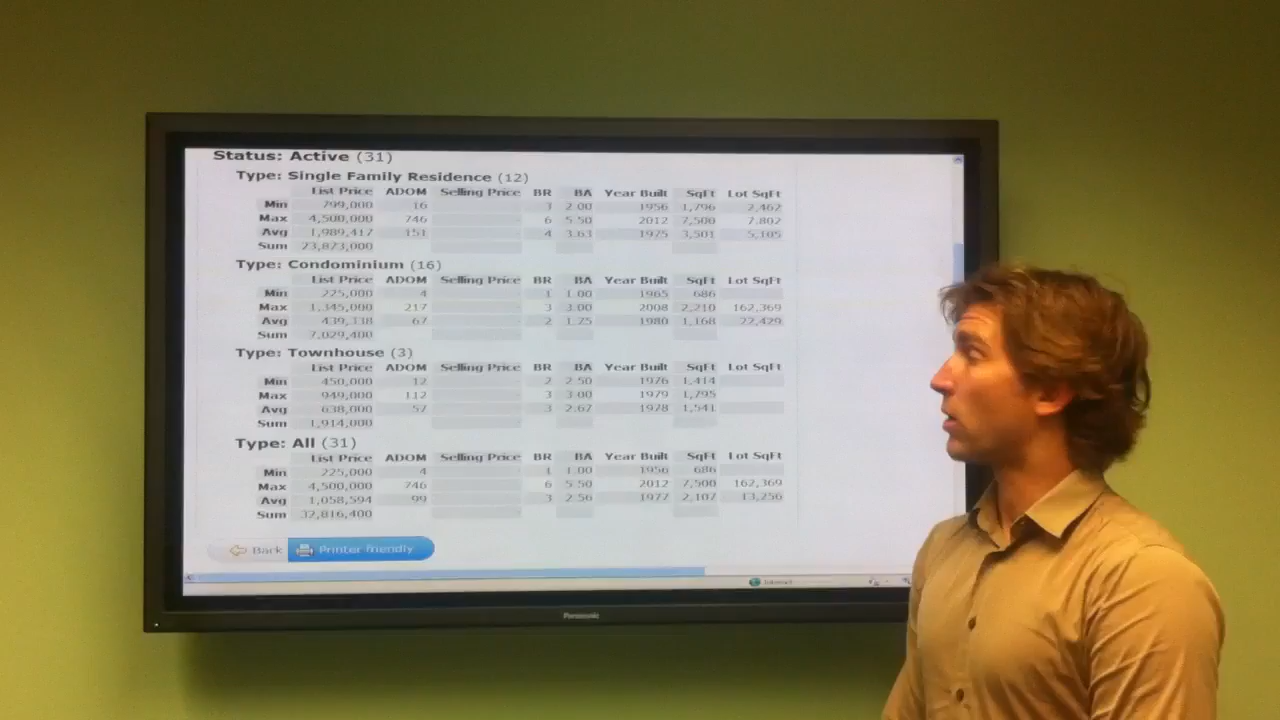 Status: Active (31)
Type: Single Family Residence (12)
List Price ADOM Selling Price BR BA Year Built SqFt Lot SqFt
Min 799,000 16 3 2.00 1956 1,796 2,462
Max 4,500,000 746 6 5.50 2012 7,500 7,802
Avg 1,989,417 151 4 3.63 1975 3,501 5,105
Sum 23,873,000
Type: Condominium (16)
List Price ADOM Selling Price BR BA Year Built SqFt Lot SqFt
Min 225,000 4 1 1.00 1965 686
Max 1,345,000 217 3 3.00 2008 2,210 162,369
Avg 439,338 67 2 1.75 1980 1,168 22,429
Sum 7,029,400
Type: Townhouse (3)
List Price ADOM Selling Price BR BA Year Built SqFt Lot SqFt
Min 450,000 12 2 2.50 1976 1,414
Max 949,000 112 3 3.00 1979 1,795
Avg 638,000 57 3 2.67 1978 1,541
Sum 1,914,000
Type: All (31)
List Price ADOM Selling Price BR BA Year Built SqFt Lot SqFt
Min 225,000 4 1 1.00 1956 686
Max 4,500,000 746 6 5.50 2012 7,500 162,369
Avg 1,058,594 99 3 2.56 1977 2,107 13,256
Sum 32,816,400
Back Printer friendly
Internet
Panasonic